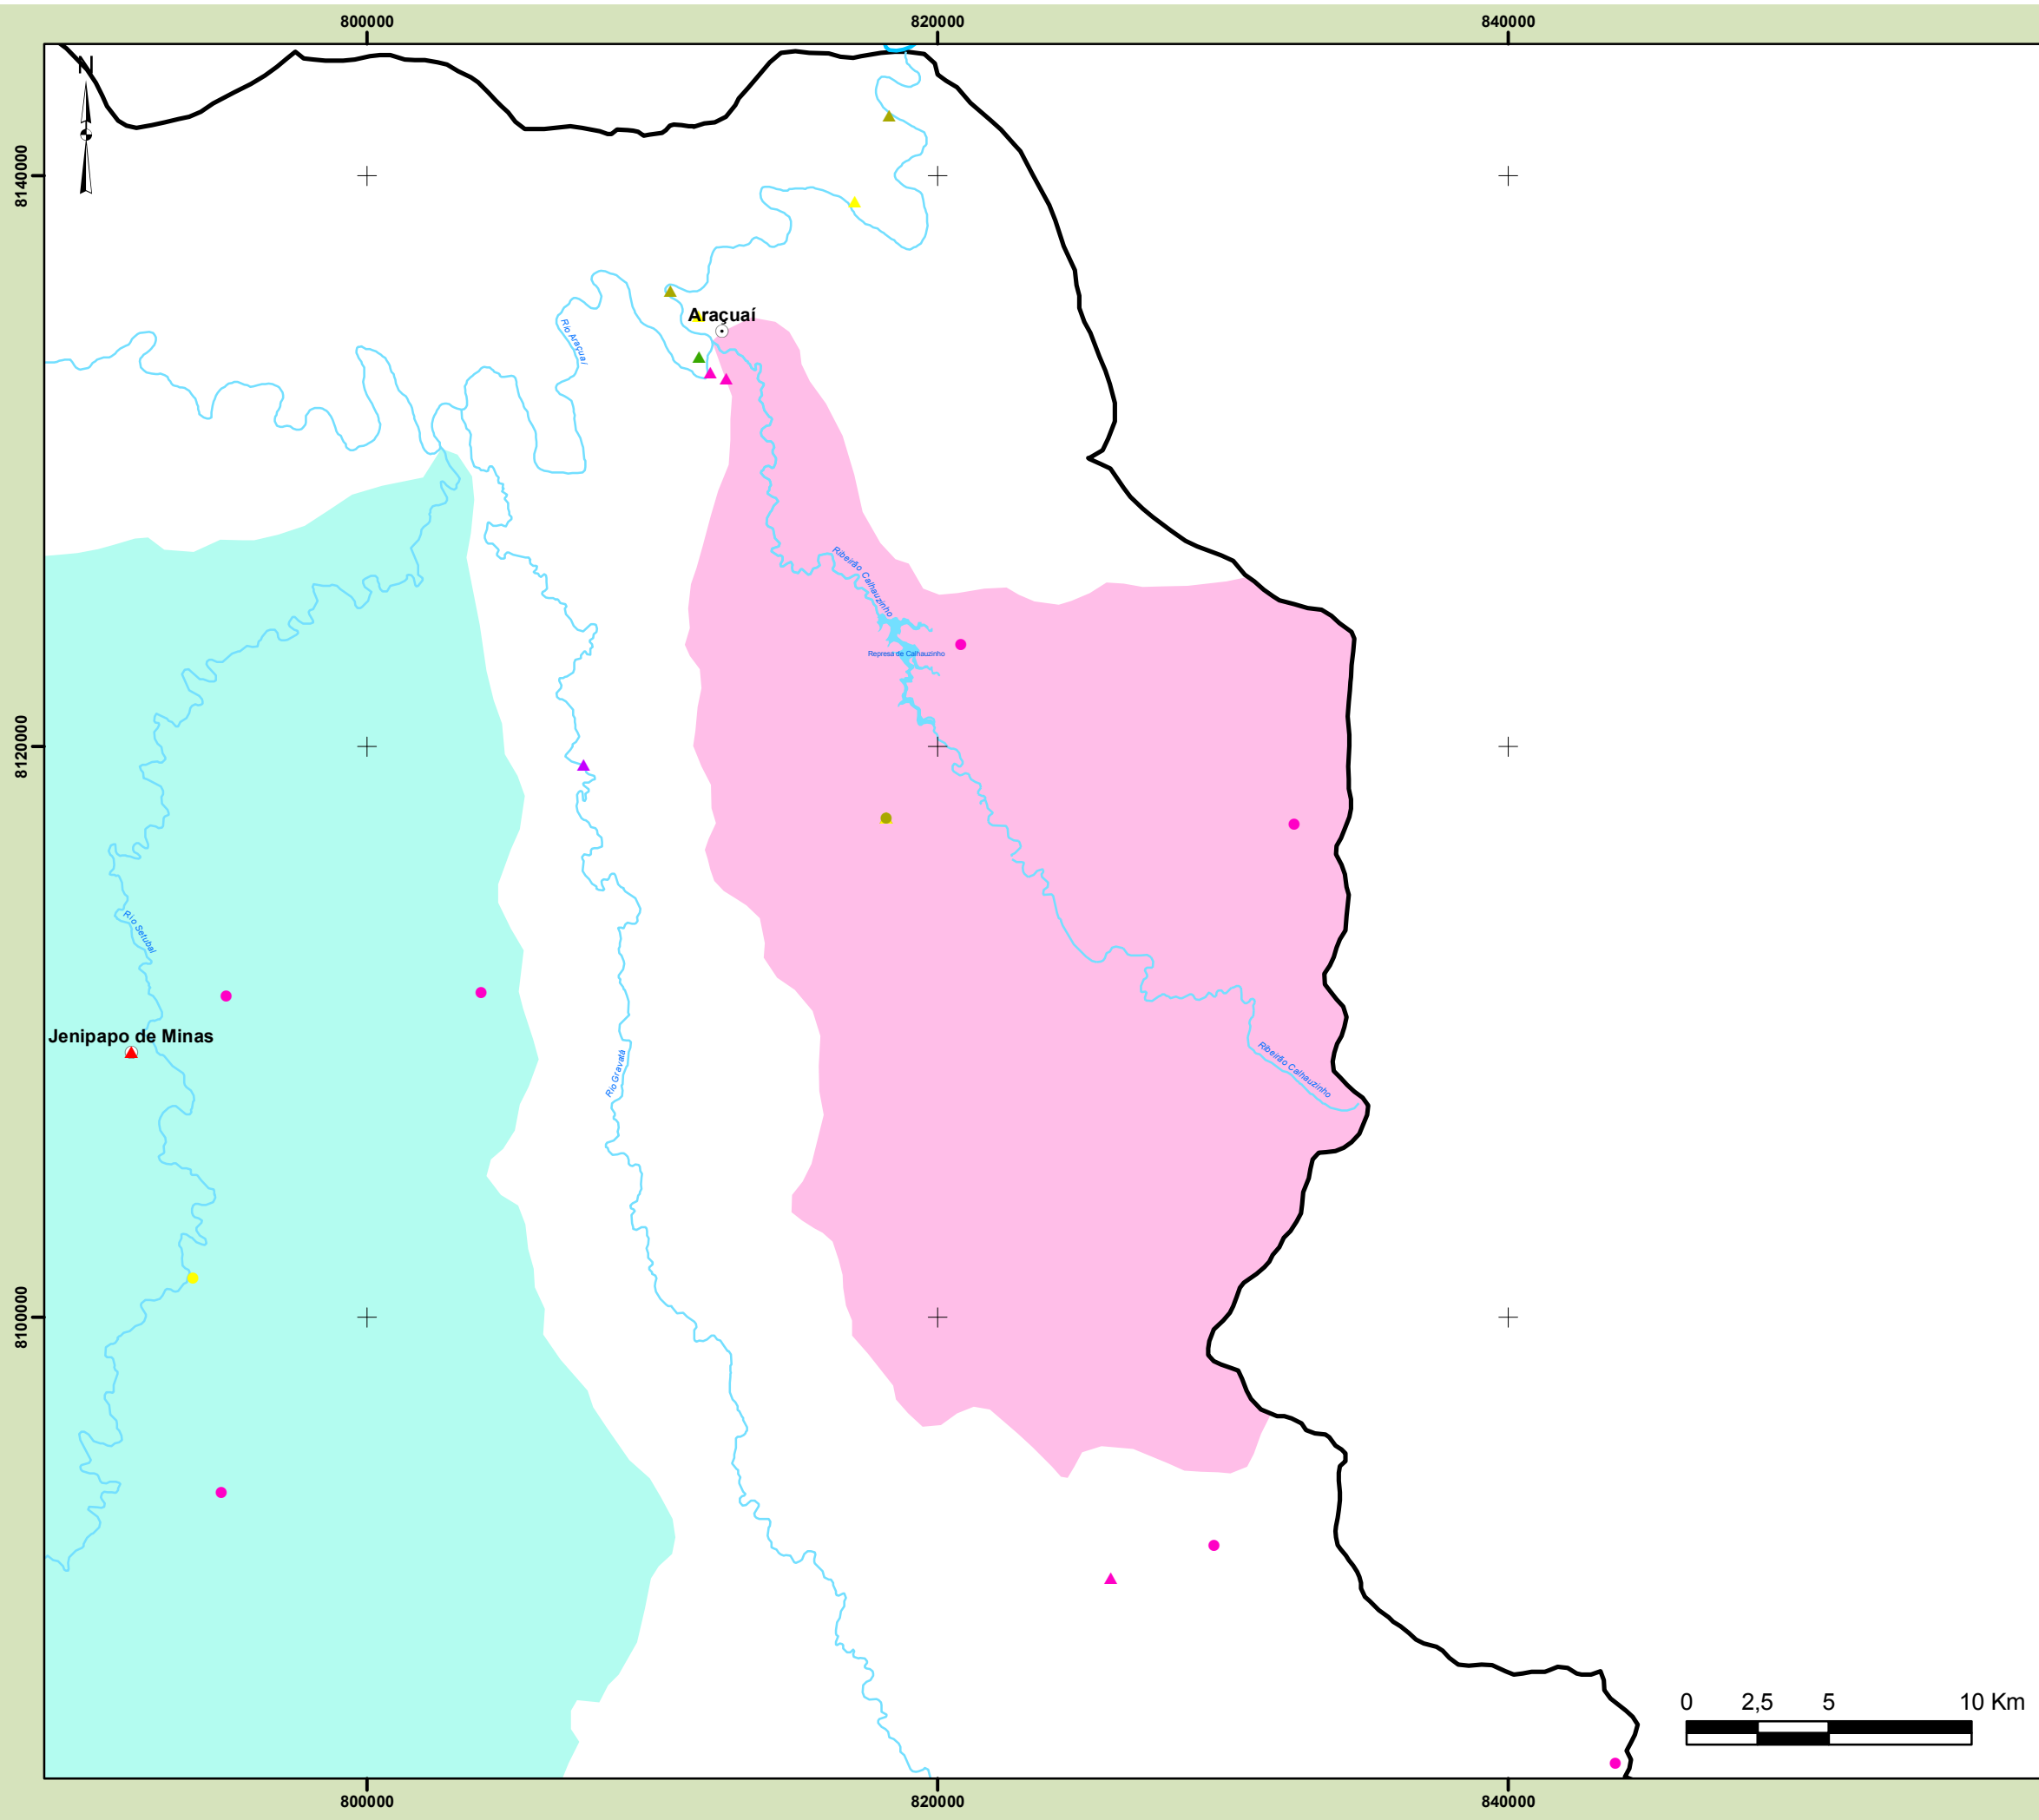 800000
820000
840000
N
8140000
Araçuaí
Rio Araçuaí
Ribeirão Calhauzinho
Represa de Calhauzinho
8120000
Rio Setubal
Jenipapo de Minas
Rio Gravatá
Ribeirão Calhauzinho
8100000
0 2,5 5 10 Km
800000
820000
840000